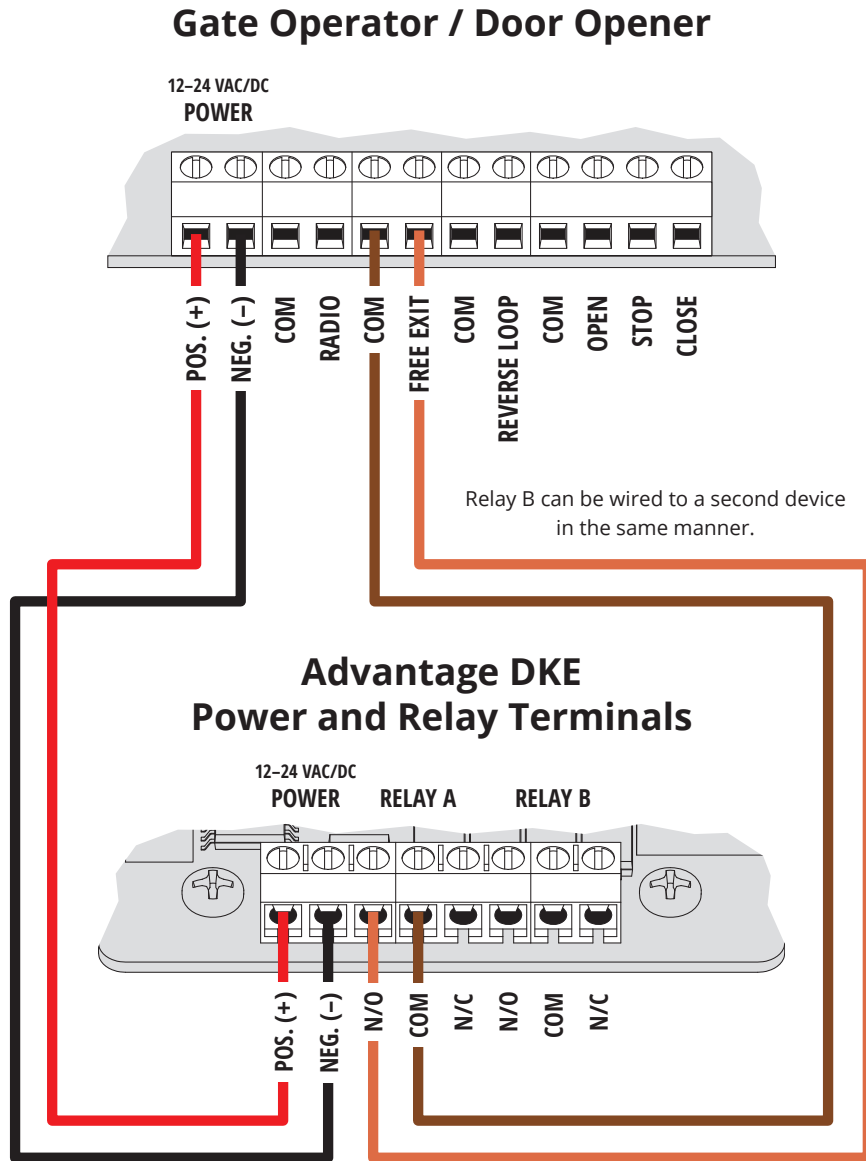 Gate Operator / Door Opener
12–24 VAC/DC
POWER
POS. (+)
NEG. (–)
COM
RADIO
COM
FREE EXIT
COM
REVERSE LOOP
COM
OPEN
STOP
CLOSE
Relay B can be wired to a second device
in the same manner.
Advantage DKE
Power and Relay Terminals
12–24 VAC/DC
POWER
RELAY A
RELAY B
POS. (+)
NEG. (–)
N/O
COM
N/C
N/O
COM
N/C